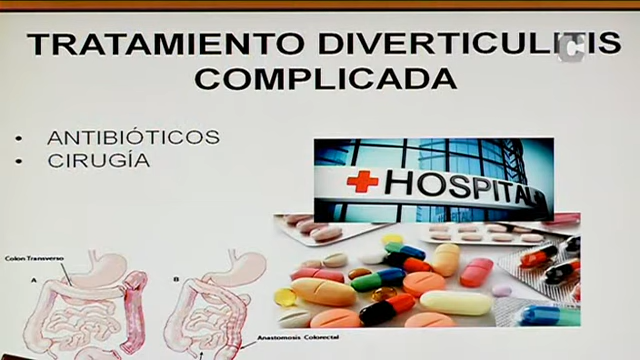 TRATAMIENTO DIVERTICULITIS
COMPLICADA
• ANTIBIÓTICOS
• CIRUGÍA
HOSPITAL
Colon Transverso
A
B
Anastomosis Colorectal
C